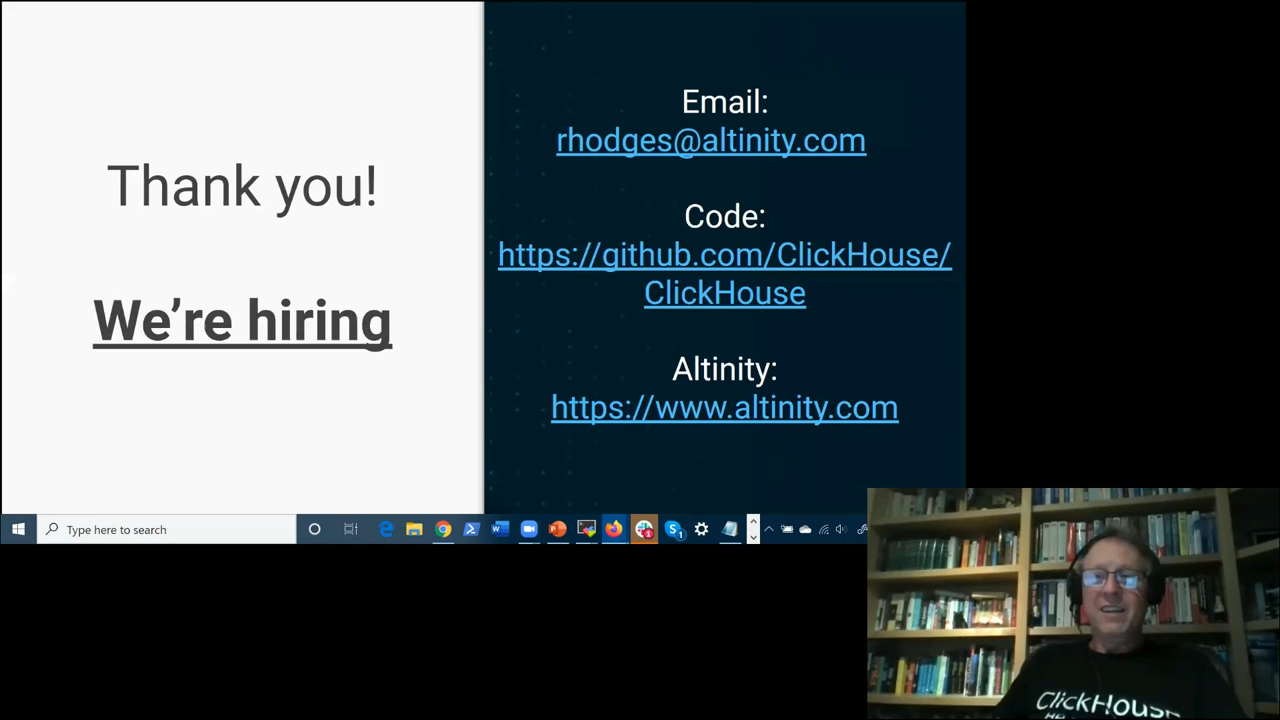 Thank you!
We're hiring
Email:
rhodges@altinity.com
Code:
https://github.com/ClickHouse/
ClickHouse
Altinity:
https://www.altinity.com
Type here to search
ClickHouse